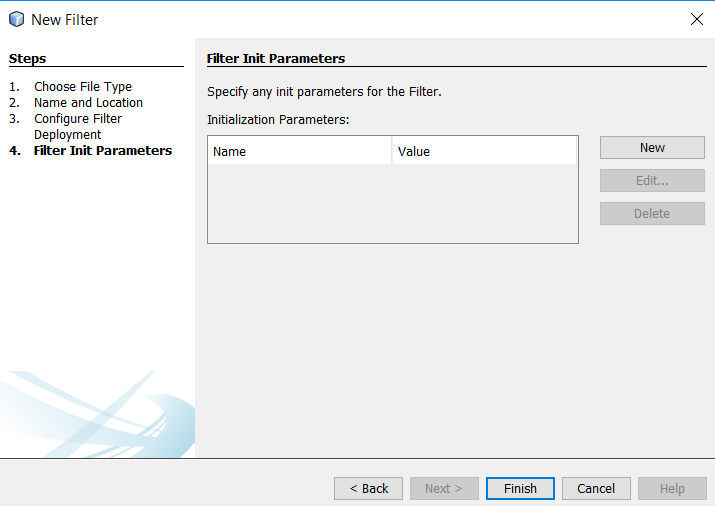 New Filter
Steps
1. Choose File Type
2. Name and Location
3. Configure Filter
Deployment
4. Filter Init Parameters
Filter Init Parameters
Specify any init parameters for the Filter.
Initialization Parameters:
Name Value
New
Edit...
Delete
< Back Next > Finish Cancel Help